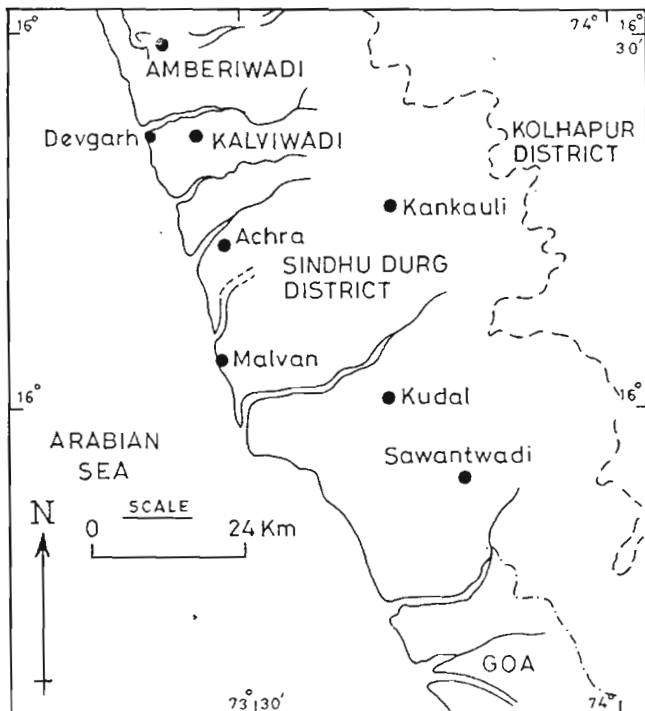 16°
74°
16°
30'
AMBERIWADI
Devgarh
KALVIWADI
KOLHAPUR
DISTRICT
Kankauli
Achra
SINDHU DURG
DISTRICT
Malvan
16°
16°
Kudal
ARABIAN
SEA
Sawantwadi
SCALE
N
0
24 Km
GOA
73°30'
74°